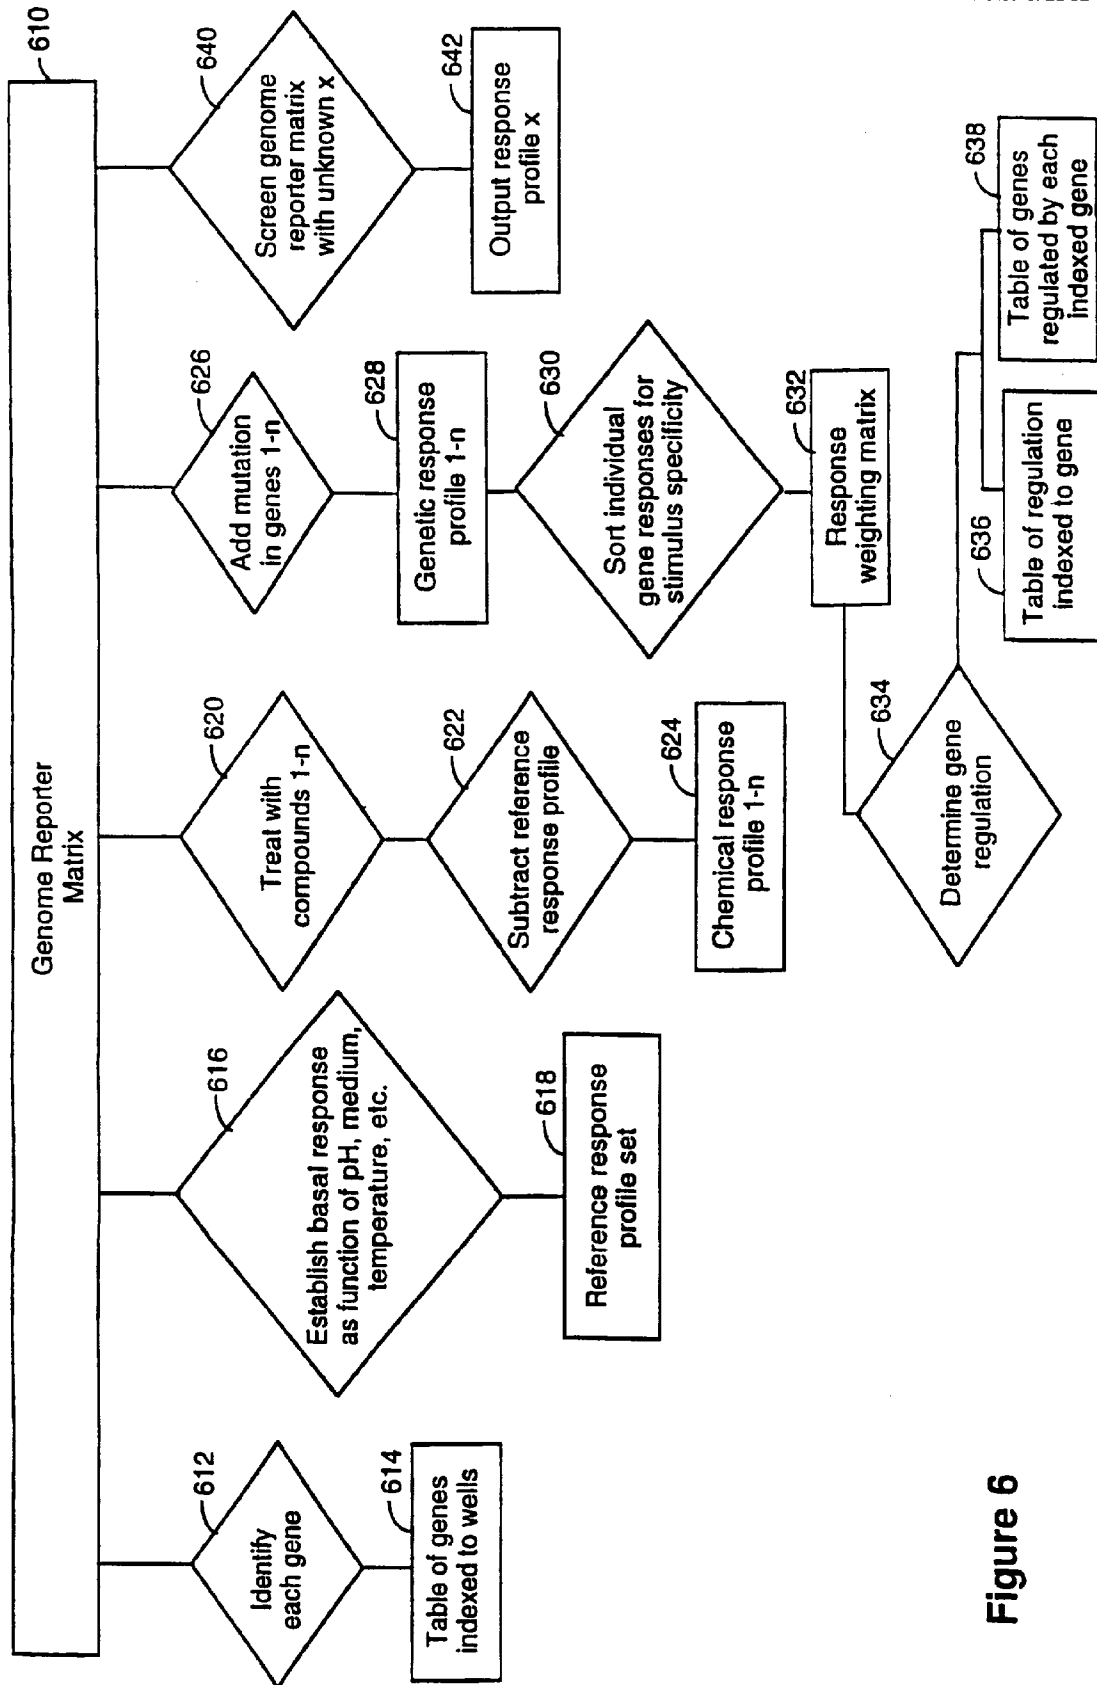 610
Genome Reporter
Matrix
612
Identify
each gene
614
Table of genes
indexed to wells
616
Establish basal response
as function of pH, medium,
temperature, etc.
618
Reference response
profile set
620
Treat with
compounds 1-n
622
Subtract reference
response profile
624
Chemical response
profile 1-n
626
Add mutation
in genes 1-n
628
Genetic response
profile 1-n
630
Sort individual
gene responses for
stimulus specificity
632
Response
weighting matrix
634
Determine gene
regulation
636
Table of regulation
indexed to gene
638
Table of genes
regulated by each
indexed gene
640
Screen genome
reporter matrix
with unknown x
642
Output response
profile x
Figure 6